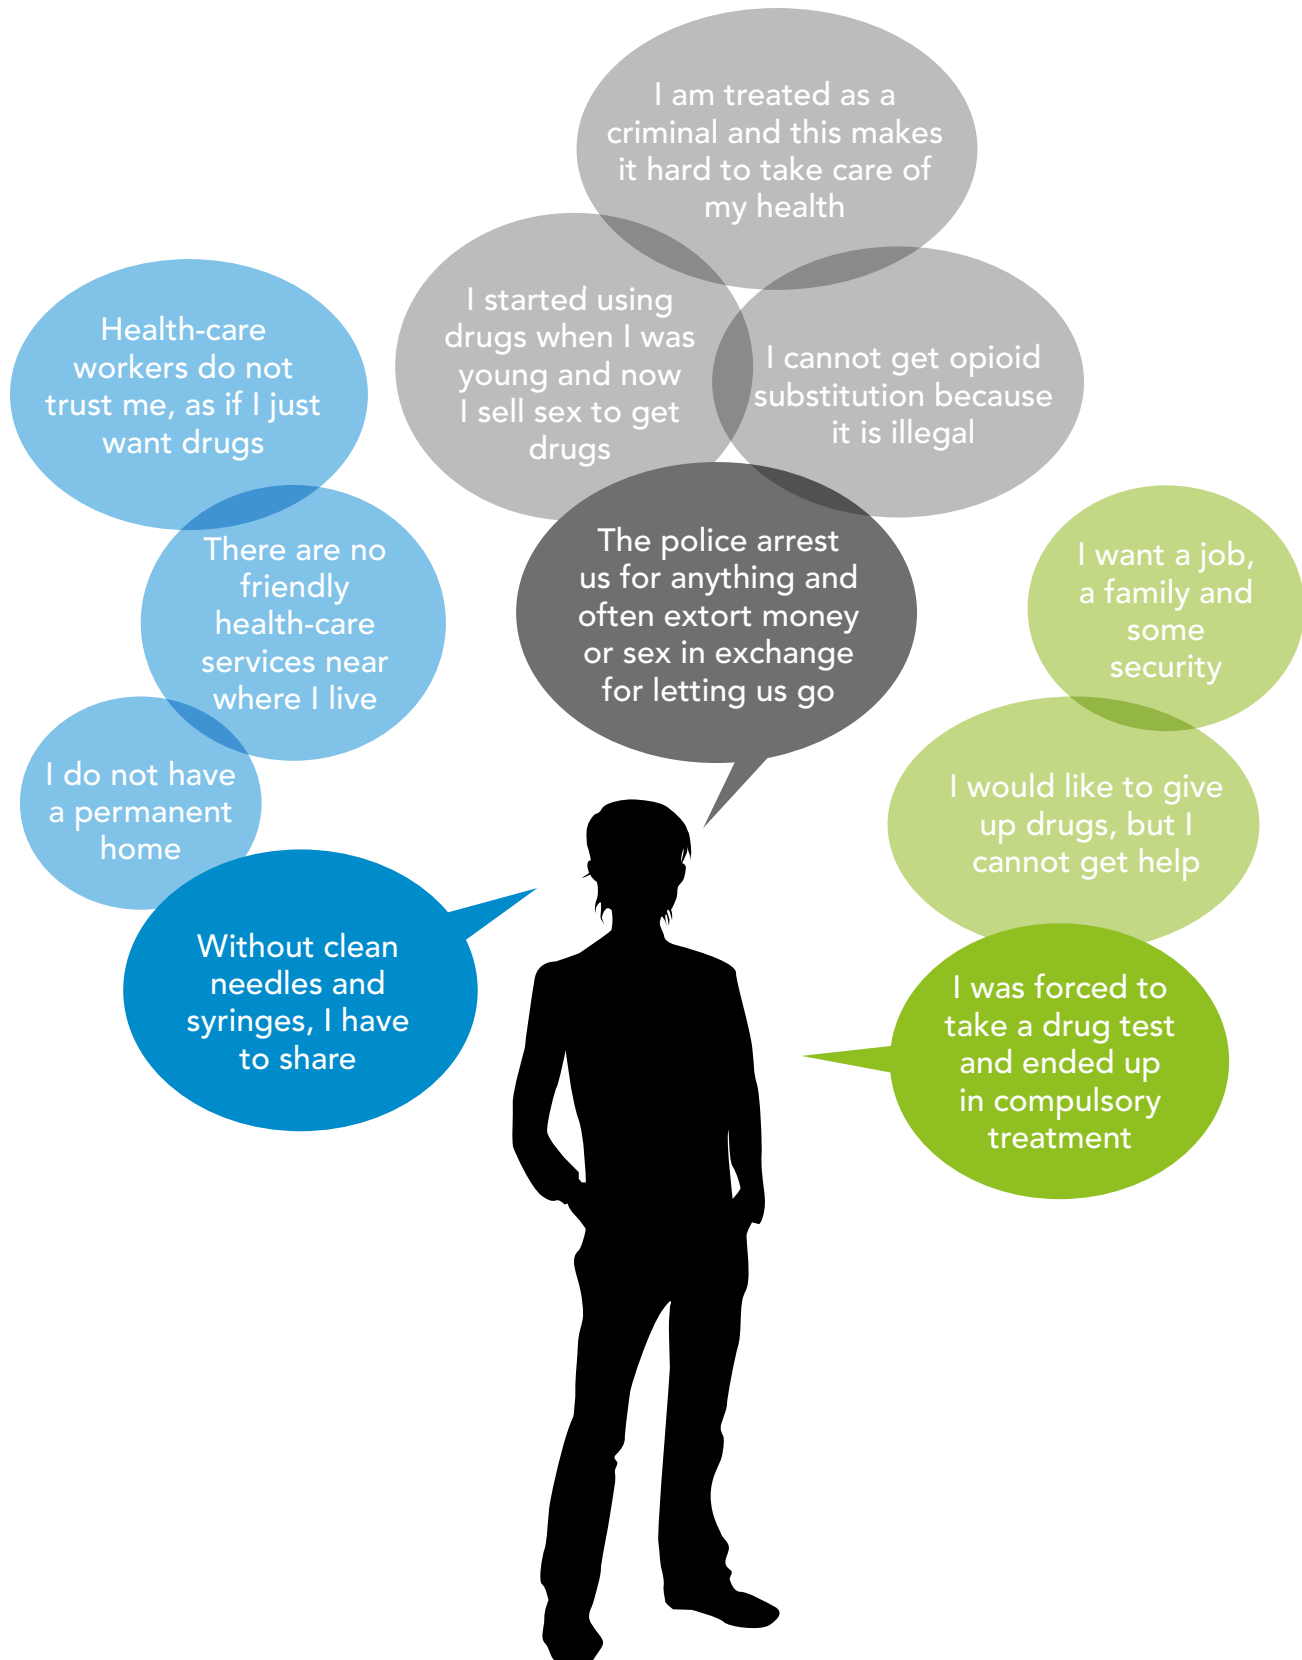 I am treated as a
criminal and this makes
it hard to take care of
my health
I started using
drugs when I was
young and now
I sell sex to get
drugs
I cannot get opioid
substitution because
it is illegal
The police arrest
us for anything and
often extort money
or sex in exchange
for letting us go
Health-care
workers do not
trust me, as if I just
want drugs
There are no
friendly
health-care
services near
where I live
I do not have
a permanent
home
Without clean
needles and
syringes, I have
to share
I want a job,
a family and
some
security
I would like to give
up drugs, but I
cannot get help
I was forced to
take a drug test
and ended up
in compulsory
treatment